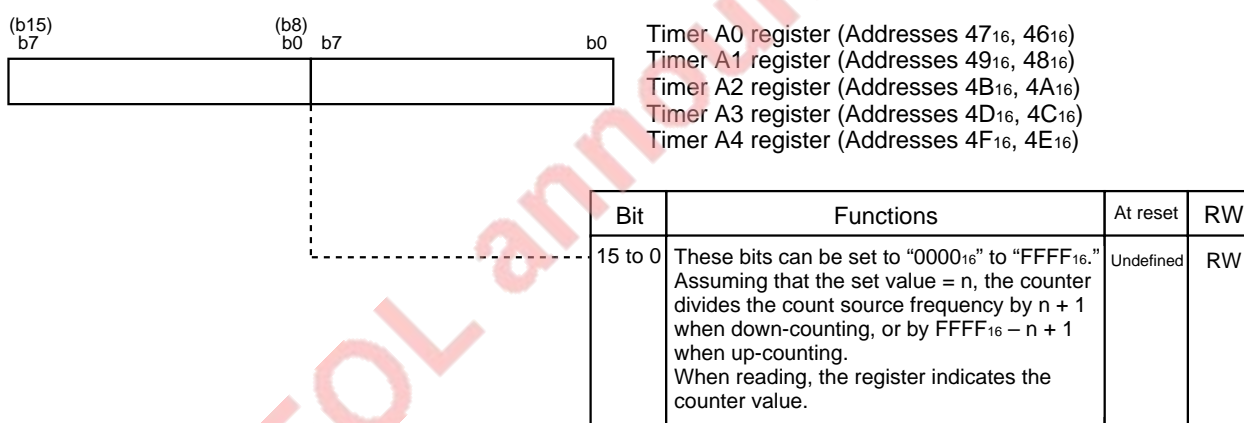 (b15) (b8)
b7 b0 b7 b0
Timer A0 register (Addresses 47₁₆, 46₁₆)
Timer A1 register (Addresses 49₁₆, 48₁₆)
Timer A2 register (Addresses 4B₁₆, 4A₁₆)
Timer A3 register (Addresses 4D₁₆, 4C₁₆)
Timer A4 register (Addresses 4F₁₆, 4E₁₆)
Bit Functions At reset RW
15 to 0 These bits can be set to “0000₁₆” to “FFFF₁₆.” Undefined RW
Assuming that the set value = n, the counter
divides the count source frequency by n + 1
when down-counting, or by FFFF₁₆ – n + 1
when up-counting.
When reading, the register indicates the
counter value.